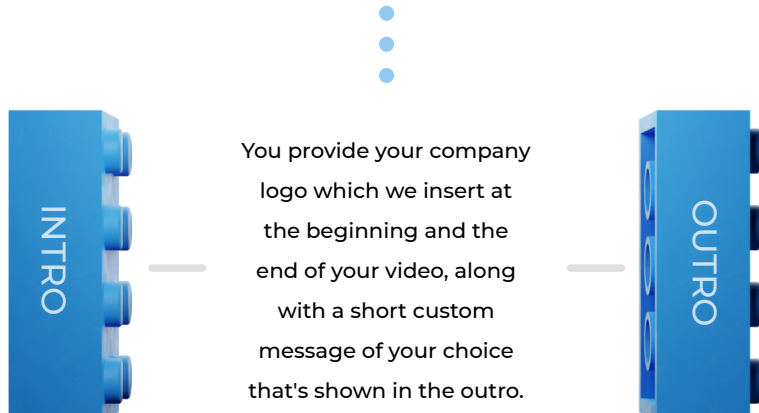 INTRO
You provide your company
logo which we insert at
the beginning and the
end of your video, along
with a short custom
message of your choice
that's shown in the outro.
OUTRO